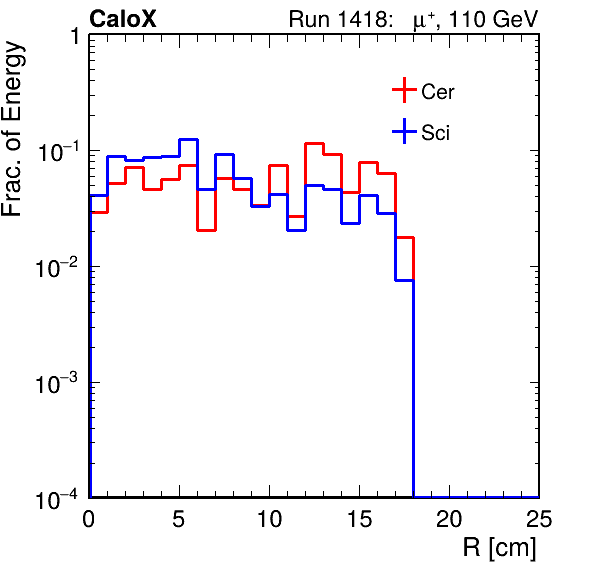 CaloX Run 1418: μ⁺, 110 GeV
Frac. of Energy
1
10⁻¹
10⁻²
10⁻³
10⁻⁴
Cer
Sci
0 5 10 15 20 25
R [cm]